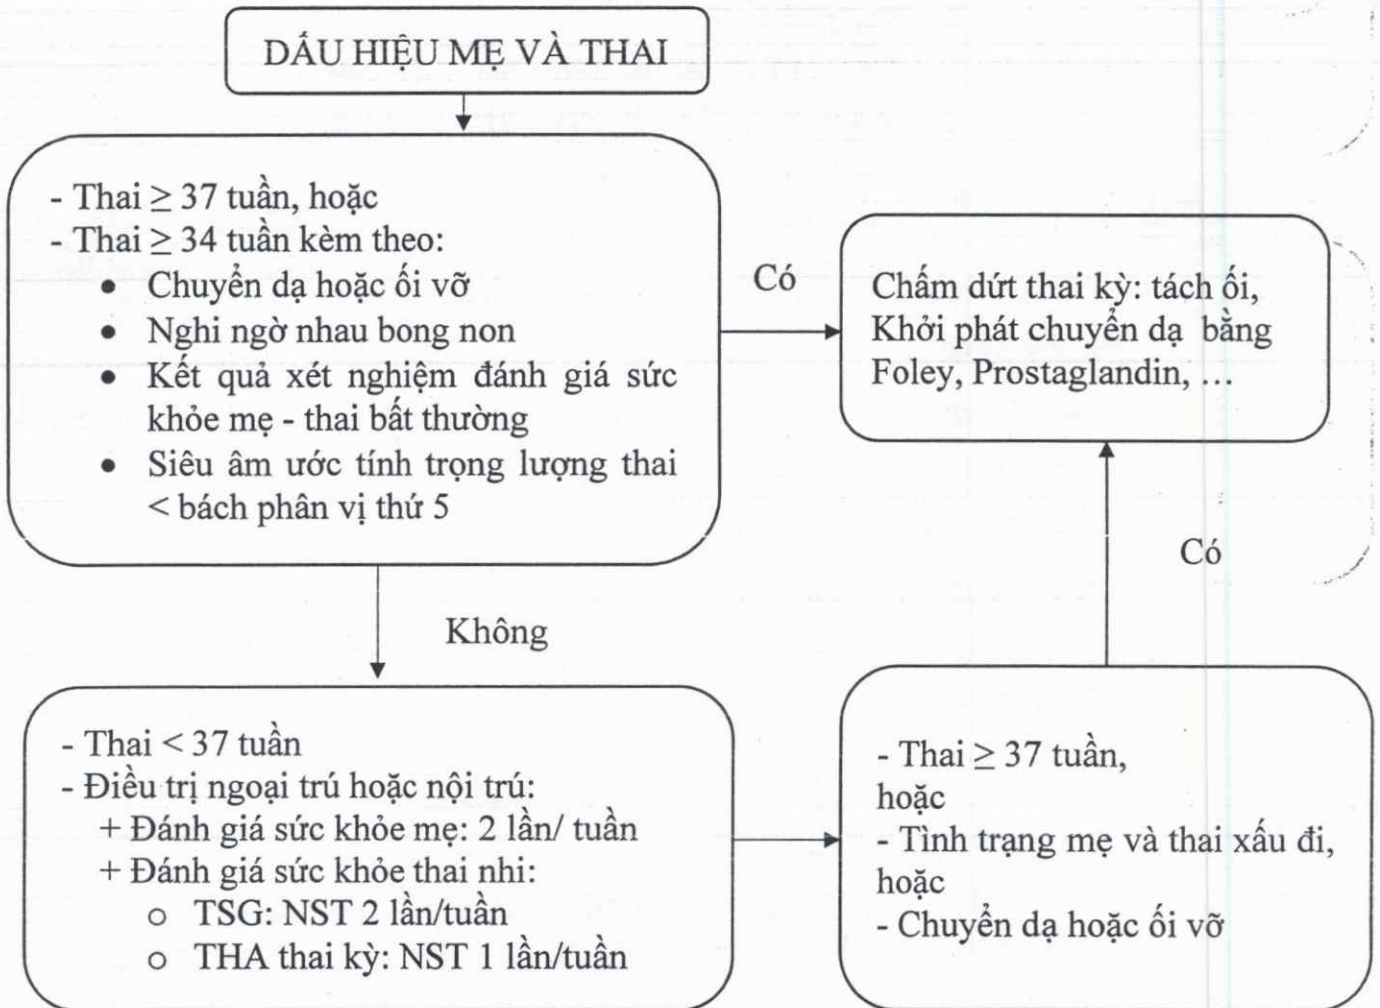 DẤU HIỆU MẸ VÀ THAI
- Thai ≥ 37 tuần, hoặc
- Thai ≥ 34 tuần kèm theo:
• Chuyển dạ hoặc ối vỡ
• Nghi ngờ nhau bong non
• Kết quả xét nghiệm đánh giá sức
khỏe mẹ - thai bất thường
• Siêu âm ước tính trọng lượng thai
< bách phân vị thứ 5
Có
Chấm dứt thai kỳ: tách ối,
Khởi phát chuyển dạ bằng
Foley, Prostaglandin, …
Không
- Thai < 37 tuần
- Điều trị ngoại trú hoặc nội trú:
+ Đánh giá sức khỏe mẹ: 2 lần/ tuần
+ Đánh giá sức khỏe thai nhi:
o TSG: NST 2 lần/tuần
o THA thai kỳ: NST 1 lần/tuần
- Thai ≥ 37 tuần,
hoặc
- Tình trạng mẹ và thai xấu đi,
hoặc
- Chuyển dạ hoặc ối vỡ
Có